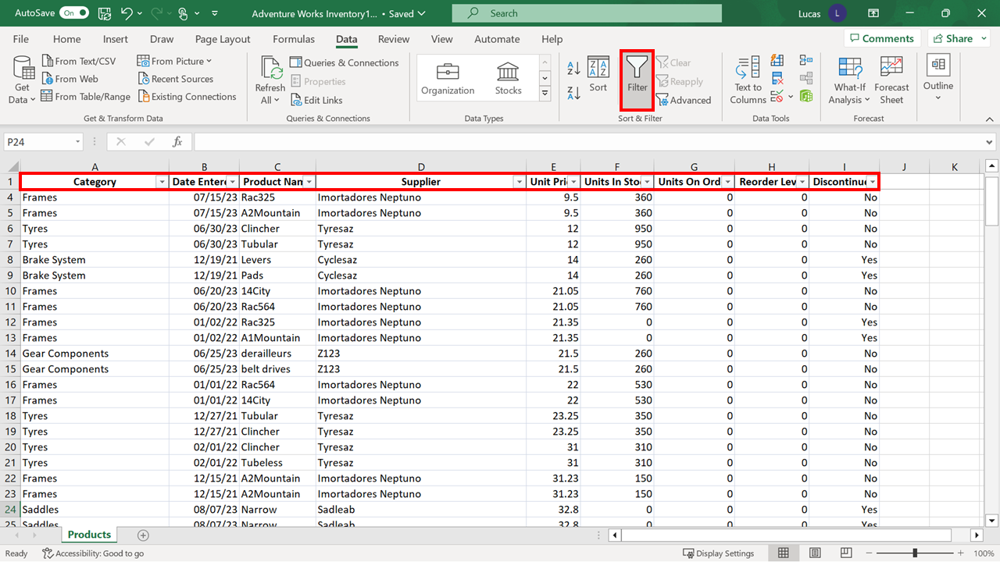 AutoSave On Adventure Works Inventory1... • Saved Search Lucas L
File Home Insert Draw Page Layout Formulas Data Review View Automate Help Comments Share
Get Data
From Text/CSV
From Web
From Table/Range
From Picture
Recent Sources
Existing Connections
Get & Transform Data
Refresh All
Queries & Connections
Properties
Edit Links
Queries & Connections
Organization Stocks
Data Types
Sort
Filter
Clear
Reapply
Advanced
Sort & Filter
Text to Columns
Data Tools
What-If Analysis
Forecast Sheet
Forecast
Outline
P24 fx
A B C D E F G H I J K
1 Category Date Entere Product Nam Supplier Unit Pri Units In Sto Units On Ord Reorder Lev Discontinue
4 Frames 07/15/23 Rac325 Imortadores Neptuno 9.5 360 0 0 No
5 Frames 07/15/23 A2Mountain Imortadores Neptuno 9.5 360 0 0 No
6 Tyres 06/30/23 Clincher Tyresaz 12 950 0 0 No
7 Tyres 06/30/23 Tubular Tyresaz 12 950 0 0 No
8 Brake System 12/19/21 Levers Cyclesaz 14 260 0 0 Yes
9 Brake System 12/19/21 Pads Cyclesaz 14 260 0 0 Yes
10 Frames 06/20/23 14City Imortadores Neptuno 21.05 760 0 0 No
11 Frames 06/20/23 Rac564 Imortadores Neptuno 21.05 760 0 0 No
12 Frames 01/02/22 Rac325 Imortadores Neptuno 21.35 0 0 0 Yes
13 Frames 01/02/22 A1Mountain Imortadores Neptuno 21.35 0 0 0 Yes
14 Gear Components 06/25/23 derailleurs Z123 21.5 260 0 0 No
15 Gear Components 06/25/23 belt drives Z123 21.5 260 0 0 No
16 Frames 01/01/22 Rac564 Imortadores Neptuno 22 530 0 0 No
17 Frames 01/01/22 14City Imortadores Neptuno 22 530 0 0 No
18 Tyres 12/27/21 Tubular Tyresaz 23.25 350 0 0 No
19 Tyres 12/27/21 Clincher Tyresaz 23.25 350 0 0 No
20 Tyres 02/01/22 Clincher Tyresaz 31 310 0 0 No
21 Tyres 02/01/22 Tubeless Tyresaz 31 310 0 0 No
22 Frames 12/15/21 A2Mountain Imortadores Neptuno 31.23 150 0 0 No
23 Frames 12/15/21 A2Mountain Imortadores Neptuno 31.23 150 0 0 No
24 Saddles 08/07/23 Narrow Sadleab 32.8 0 0 0 Yes
25 Saddles 08/07/23 Narrow Sadleab 32.8 0 0 0 Yes
Products
Ready Accessibility: Good to go Display Settings 100%